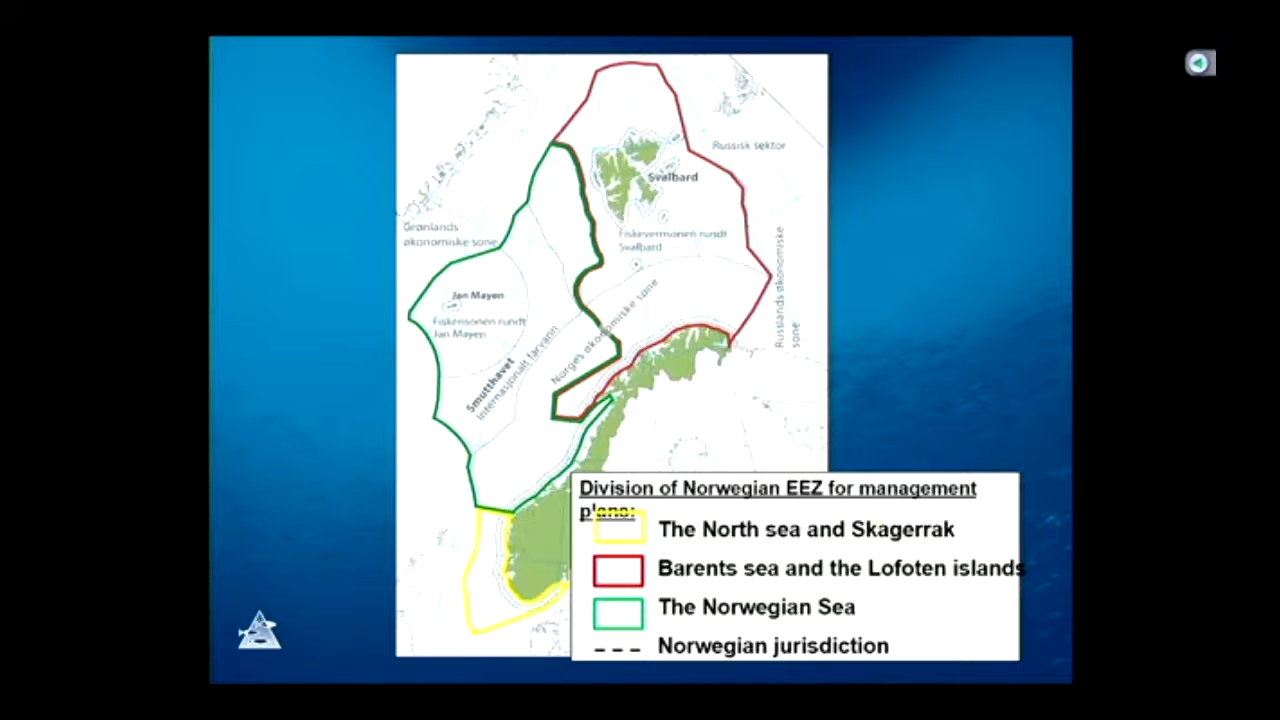 Russisk sektor
Svalbard
Grønlands
økonomiske sone
Fiskevernsonen rundt
Svalbard
Russlands økonomiske
sone
Jan Mayen
Fiskerisonen rundt
Jan Mayen
Norges økonomiske sone
Smutthavet
Internasjonalt farvann
Division of Norwegian EEZ for management
plans:
The North sea and Skagerrak
Barents sea and the Lofoten islands
The Norwegian Sea
Norwegian jurisdiction